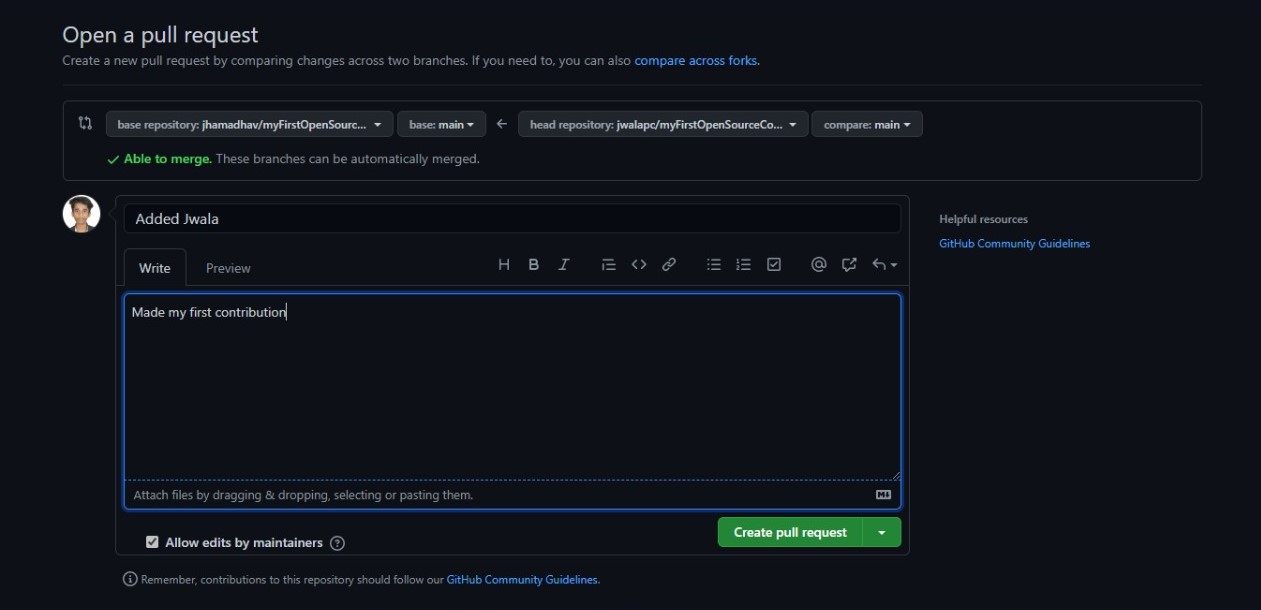 Open a pull request
Create a new pull request by comparing changes across two branches. If you need to, you can also compare across forks.
base repository: jhamadhav/myFirstOpenSourc... base: main head repository: jwalapc/myFirstOpenSourceCo... compare: main
Able to merge. These branches can be automatically merged.
Added Jwala
Helpful resources
GitHub Community Guidelines
Write Preview
Made my first contribution
Attach files by dragging & dropping, selecting or pasting them.
Allow edits by maintainers
Create pull request
Remember, contributions to this repository should follow our GitHub Community Guidelines.